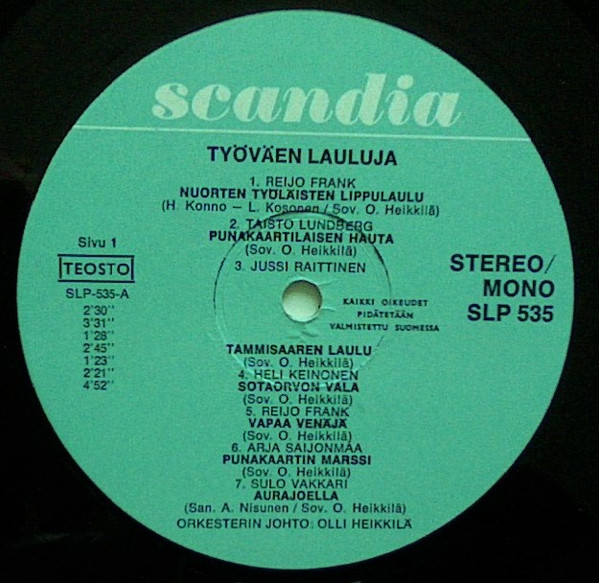 scandia
TYÖVÄEN LAULUJA
1. REIJO FRANK
NUORTEN TYÖLÄISTEN LIPPULAULU
(H. Konno – L. Kosonen / Sov. O. Heikkilä)
2. TAISTO LUNDBERG
PUNAKAARTILAISEN HAUTA
(Sov. O. Heikkilä)
3. JUSSI RAITTINEN
Sivu 1
TEOSTO
SLP-535-A
2'30''
3'31''
1'28''
2'45''
1'23''
2'21''
4'52''
STEREO/
MONO
SLP 535
KAIKKI OIKEUDET
PIDÄTETÄÄN
VALMISTETTU SUOMESSA
TAMMISAAREN LAULU
(Sov. O. Heikkilä)
4. HELI KEINONEN
SOTAORVON VALA
(Sov. O. Heikkilä)
5. REIJO FRANK
VAPAA VENÄJÄ
(Sov. O. Heikkilä)
6. ARJA SAIJONMAA
PUNAKAARTIN MARSSI
(Sov. O. Heikkilä)
7. SULO VAKKARI
AURAJOELLA
(San. A. Nisunen / Sov. O. Heikkilä)
ORKESTERIN JOHTO: OLLI HEIKKILÄ